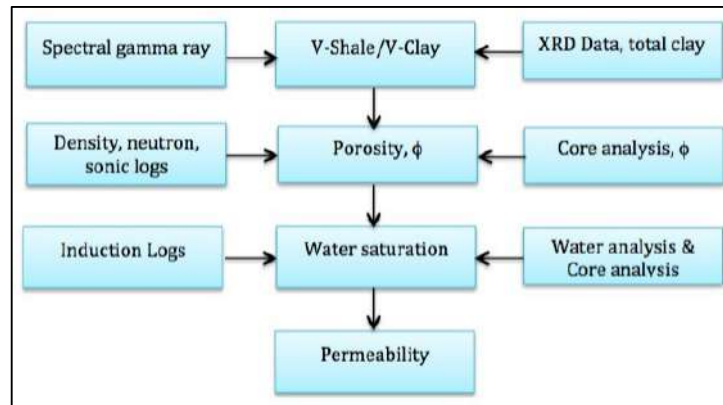 Spectral gamma ray
V-Shale/V-Clay
XRD Data, total clay
Density, neutron,
sonic logs
Porosity, ϕ
Core analysis, ϕ
Induction Logs
Water saturation
Water analysis &
Core analysis
Permeability